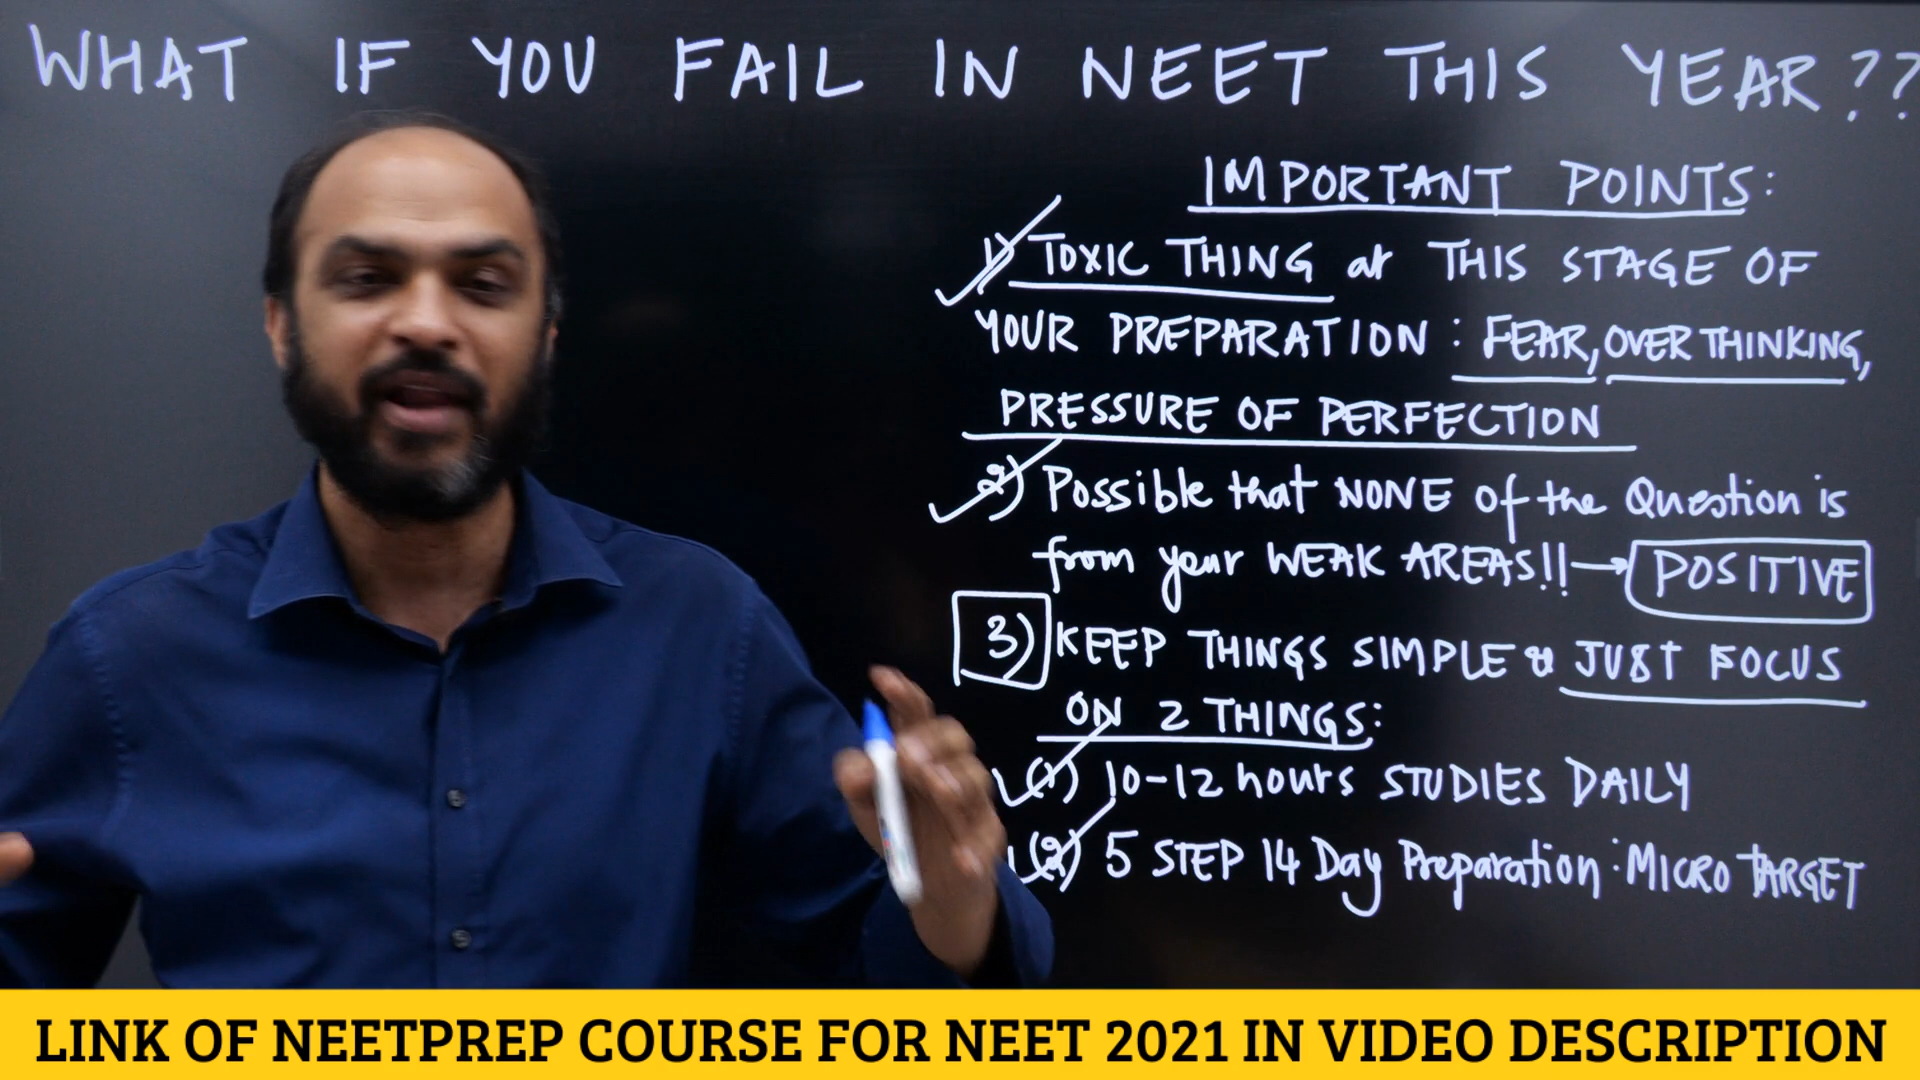 WHAT IF YOU FAIL IN NEET THIS YEAR??
IMPORTANT POINTS:
1) TOXIC THING at THIS STAGE OF
YOUR PREPARATION: FEAR, OVER THINKING,
PRESSURE OF PERFECTION
2) Possible that NONE of the Question is
from your WEAK AREAS!! → POSITIVE
3) KEEP THINGS SIMPLE & JUST FOCUS
ON 2 THINGS:
(1) 10-12 hours STUDIES DAILY
(2) 5 STEP 14 Day Preparation: MICRO TARGET
LINK OF NEETPREP COURSE FOR NEET 2021 IN VIDEO DESCRIPTION